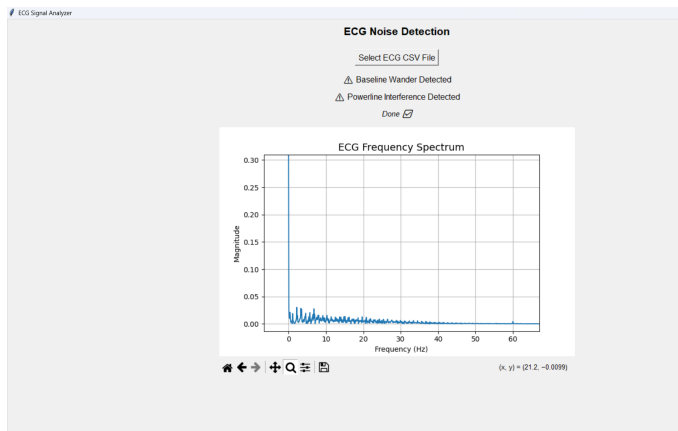 ECG Signal Analyzer
ECG Noise Detection
Select ECG CSV File
⚠ Baseline Wander Detected
⚠ Powerline Interference Detected
Done ☑
ECG Frequency Spectrum
0.30
0.25
0.20
0.15
0.10
0.05
0.00
Magnitude
0 10 20 30 40 50 60
Frequency (Hz)
(x, y) = (21.2, −0.0099)